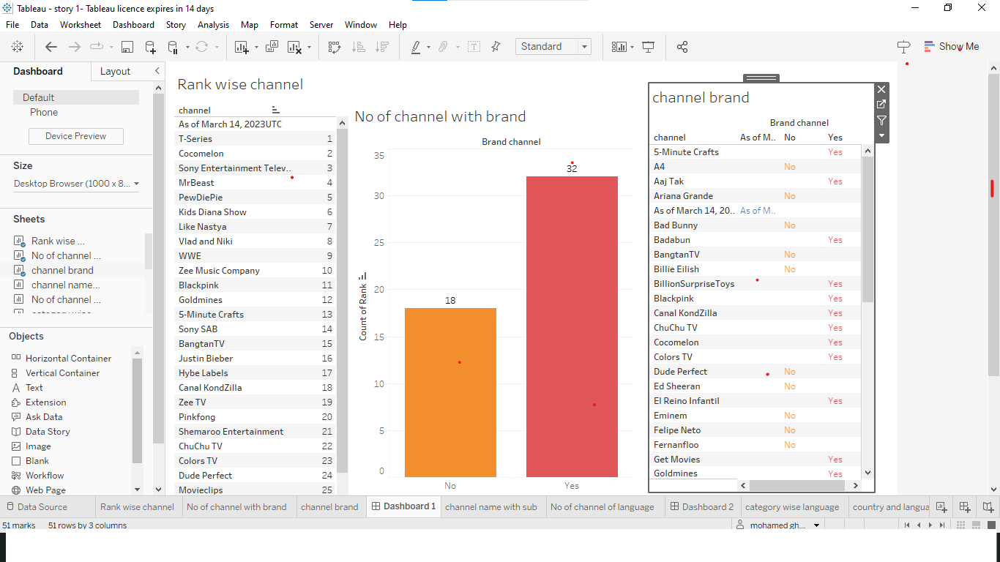 Tableau - story 1- Tableau licence expires in 14 days
File Data Worksheet Dashboard Story Analysis Map Format Server Window Help
Standard
Show Me
Dashboard Layout
Default
Phone
Device Preview
Size
Desktop Browser (1000 x 8...
Sheets
Rank wise ...
No of channel ...
channel brand
channel name...
No of channel ...
Objects
Horizontal Container
Vertical Container
Text
Extension
Ask Data
Data Story
Image
Blank
Workflow
Web Page
Rank wise channel
channel
As of March 14, 2023UTC
T-Series 1
Cocomelon 2
Sony Entertainment Telev.. 3
MrBeast 4
PewDiePie 5
Kids Diana Show 6
Like Nastya 7
Vlad and Niki 8
WWE 9
Zee Music Company 10
Blackpink 11
Goldmines 12
5-Minute Crafts 13
Sony SAB 14
BangtanTV 15
Justin Bieber 16
Hybe Labels 17
Canal KondZilla 18
Zee TV 19
Pinkfong 20
Shemaroo Entertainment 21
ChuChu TV 22
Colors TV 23
Dude Perfect 24
Movieclips 25
No of channel with brand
Brand channel
Count of Rank
35
30
25
20
15
10
5
0
18
32
No Yes
channel brand
Brand channel
channel As of M.. No Yes
5-Minute Crafts Yes
A4 No
Aaj Tak Yes
Ariana Grande No
As of March 14, 20.. As of M..
Bad Bunny No
Badabun Yes
BangtanTV No
Billie Eilish No
BillionSurpriseToys Yes
Blackpink Yes
Canal KondZilla Yes
ChuChu TV Yes
Cocomelon Yes
Colors TV Yes
Dude Perfect No
Ed Sheeran No
El Reino Infantil Yes
Eminem No
Felipe Neto No
Fernanfloo No
Get Movies Yes
Goldmines Yes
Data Source Rank wise channel No of channel with brand channel brand Dashboard 1 channel name with sub No of channel of language Dashboard 2 category wise language country and langua
51 marks 51 rows by 3 columns
mohamed gh...